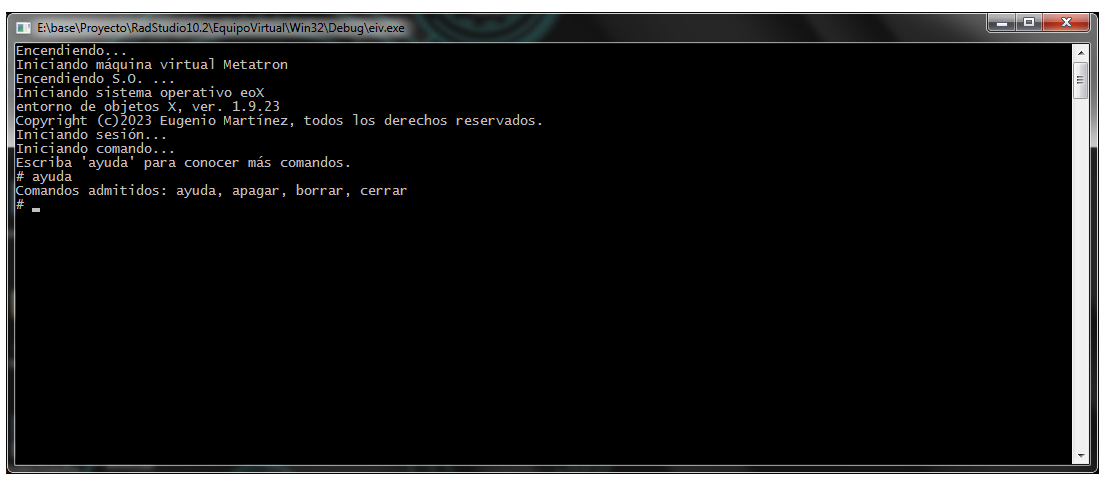 E:\base\Proyecto\RadStudio10.2\EquipoVirtual\Win32\Debug\eiv.exe
Encendiendo...
Iniciando máquina virtual Metatron
Encendiendo S.O. ...
Iniciando sistema operativo eoX
entorno de objetos X, ver. 1.9.23
Copyright (c)2023 Eugenio Martínez, todos los derechos reservados.
Iniciando sesión...
Iniciando comando...
Escriba 'ayuda' para conocer más comandos.
# ayuda
Comandos admitidos: ayuda, apagar, borrar, cerrar
#